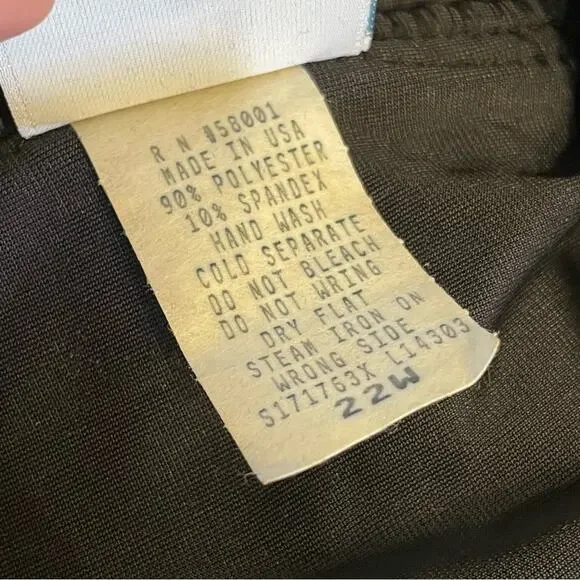 R N #58001
MADE IN USA
90% POLYESTER
10% SPANDEX
HAND WASH
COLD SEPARATE
DO NOT BLEACH
DO NOT WRING
DRY FLAT
STEAM IRON ON
WRONG SIDE
S171763X L14303
22W